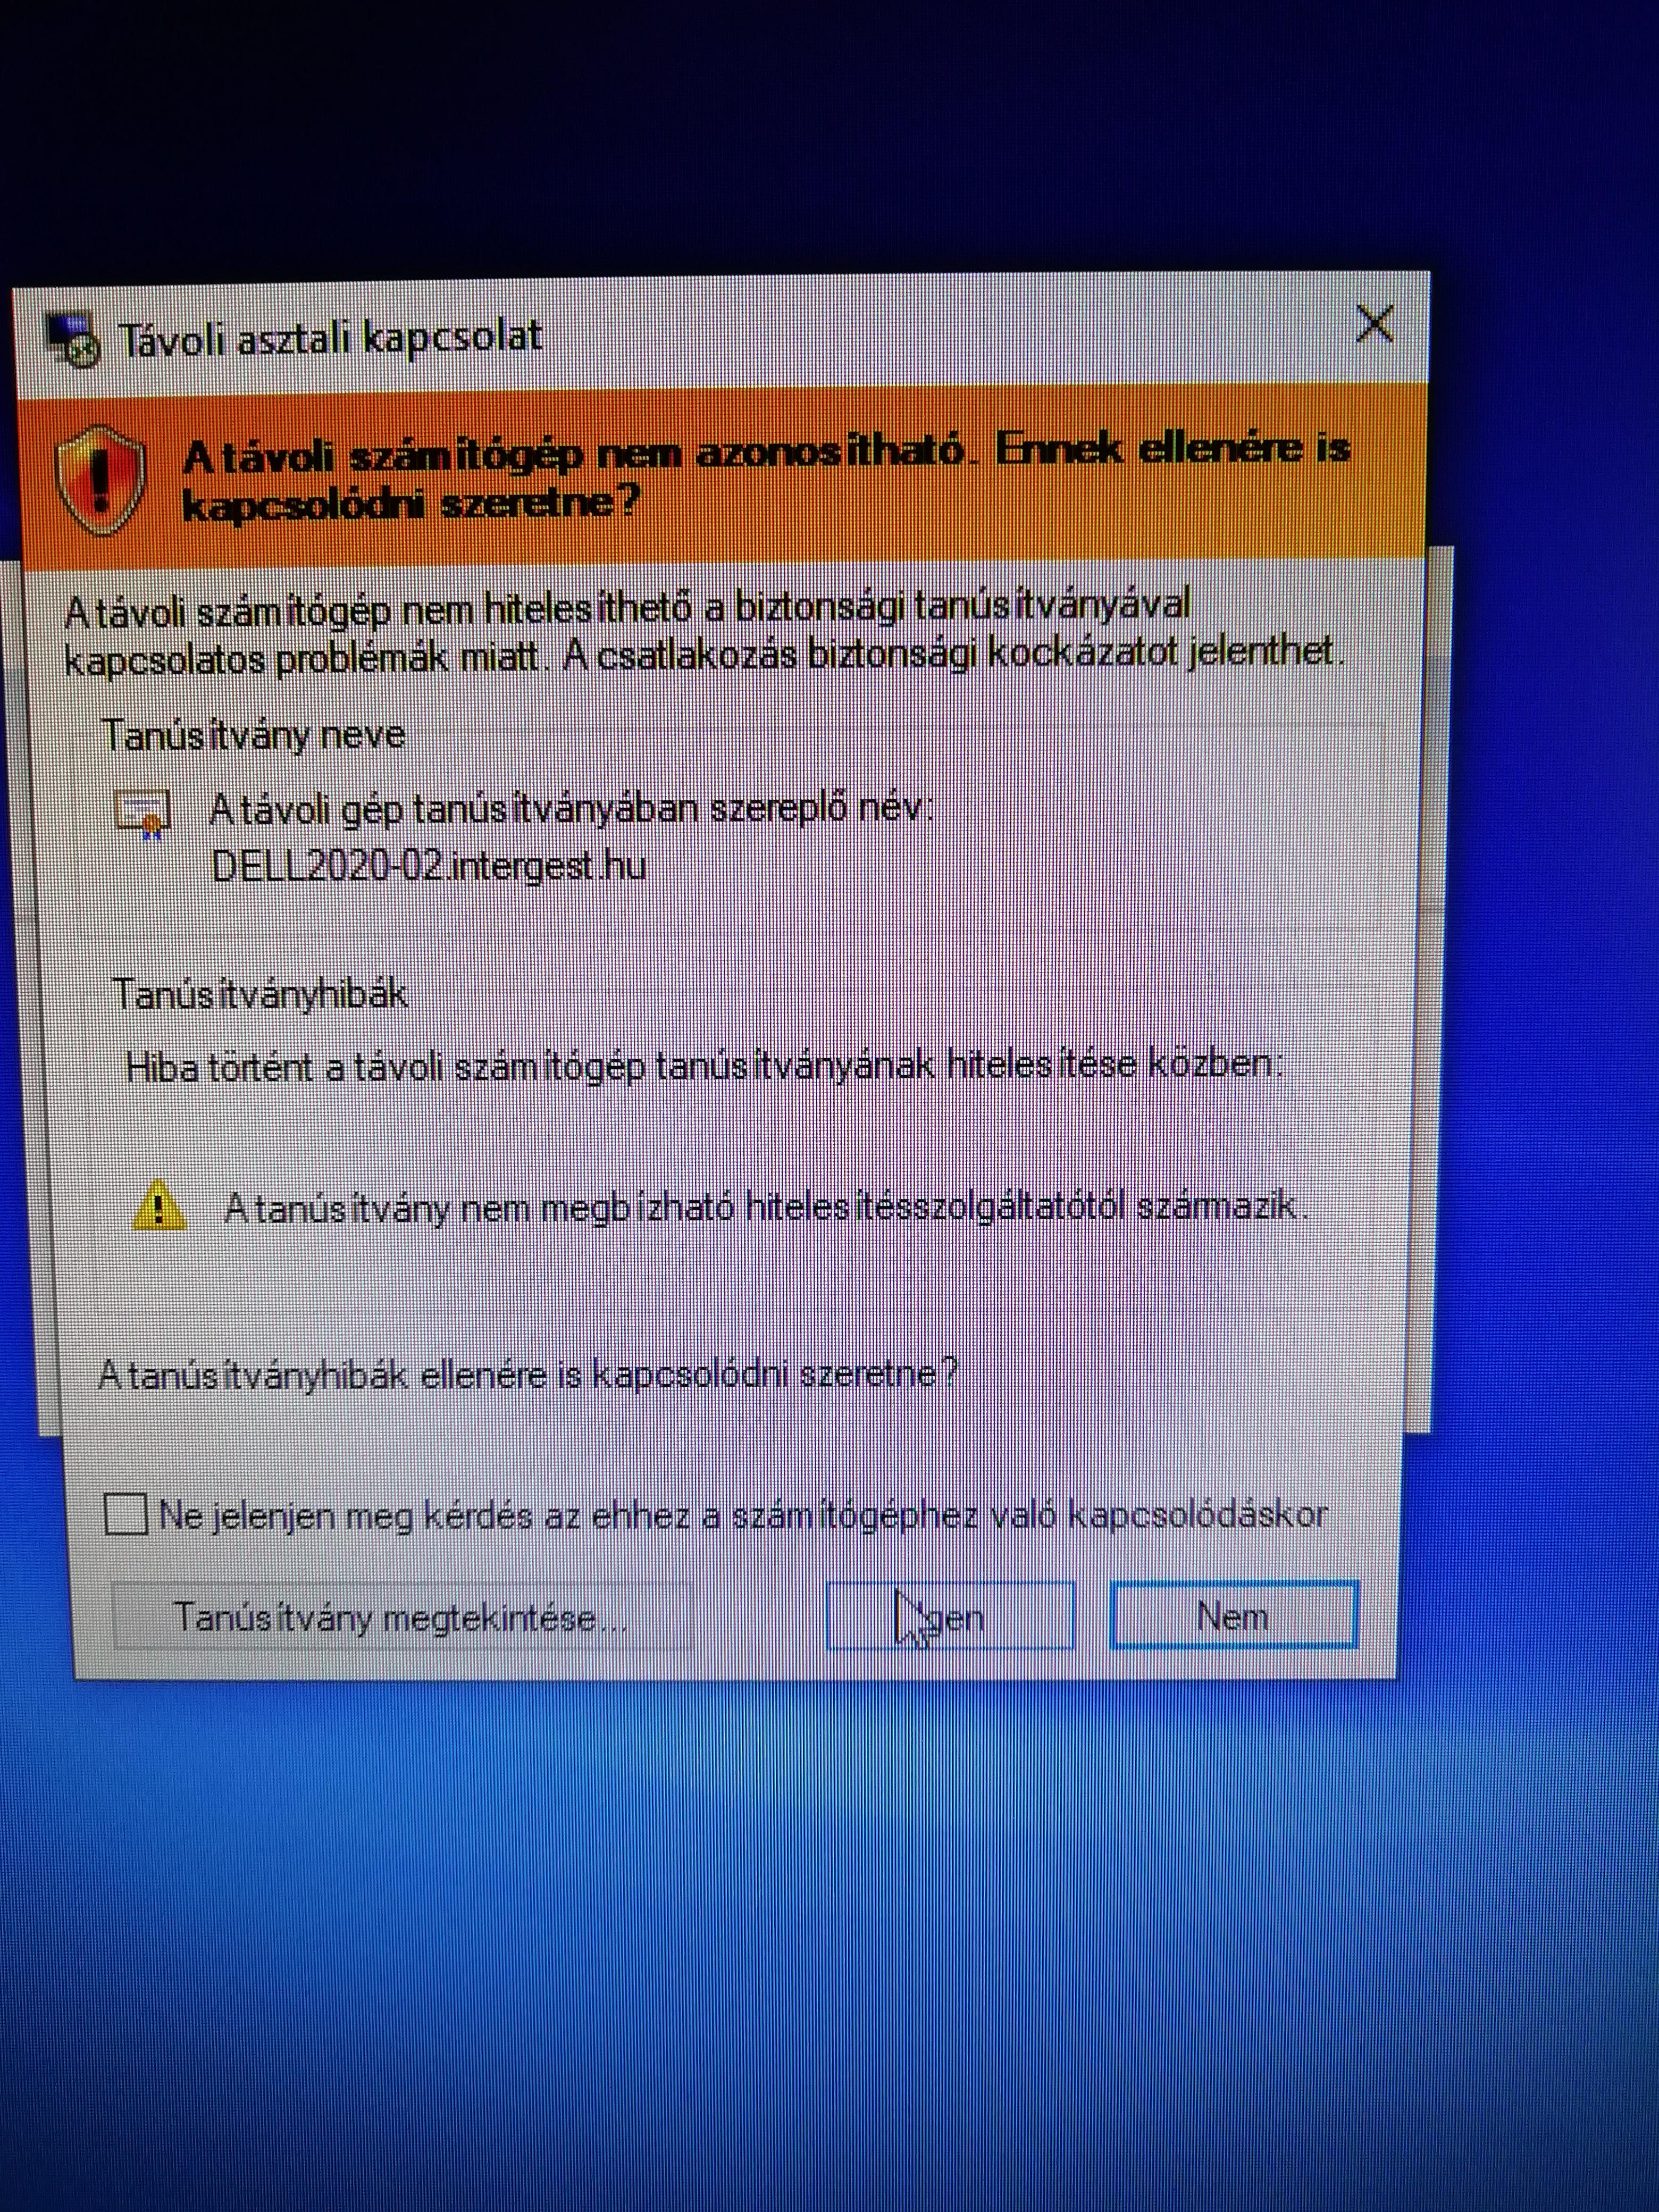 Távoli asztali kapcsolat
A távoli számítógép nem azonosítható. Ennek ellenére is
kapcsolódni szeretne?
A távoli számítógép nem hitelesíthető a biztonsági tanúsítványával
kapcsolatos problémák miatt. A csatlakozás biztonsági kockázatot jelenthet.
Tanúsítvány neve
A távoli gép tanúsítványában szereplő név:
DELL2020-02.intergest.hu
Tanúsítványhibák
Hiba történt a távoli számítógép tanúsítványának hitelesítése közben:
A tanúsítvány nem megbízható hitelesítésszolgáltatótól származik.
A tanúsítványhibák ellenére is kapcsolódni szeretne?
Ne jelenjen meg kérdés az ehhez a számítógéphez való kapcsolódáskor
Tanúsítvány megtekintése... Igen Nem